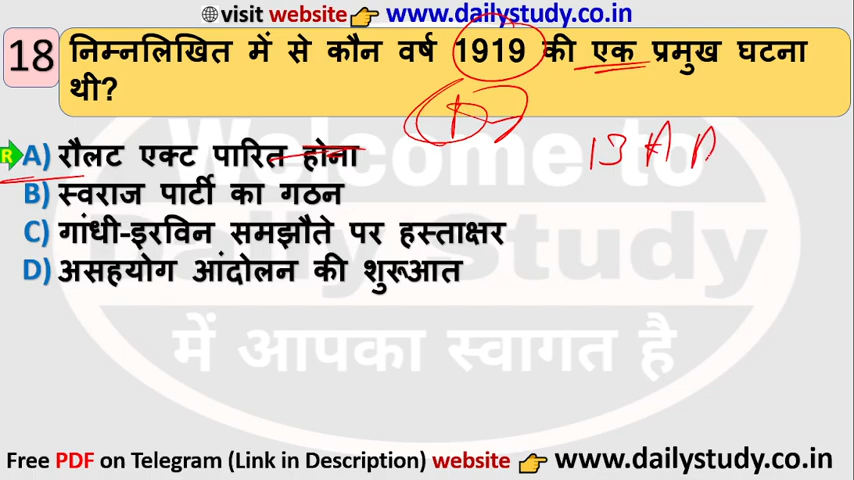 visit website 👉 www.dailystudy.co.in
18 निम्नलिखित में से कौन वर्ष 1919 की एक प्रमुख घटना
थी?
13 A P
R A) रौलट एक्ट पारित होना
B) स्वराज पार्टी का गठन
C) गांधी-इरविन समझौते पर हस्ताक्षर
D) असहयोग आंदोलन की शुरूआत
Welcome to
Daily Study
में आपका स्वागत है
Free PDF on Telegram (Link in Description) website 👉 www.dailystudy.co.in